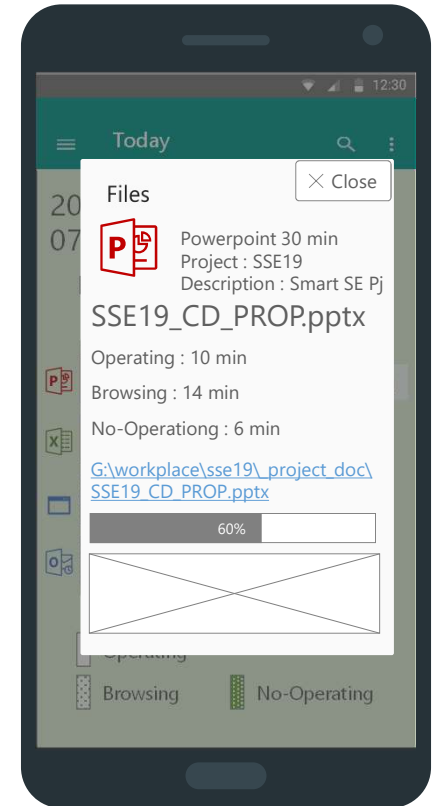 12:30
Today
20
07
Files
Close
P
Powerpoint 30 min
Project : SSE19
Description : Smart SE Pj
SSE19_CD_PROP.pptx
Operating : 10 min
Browsing : 14 min
No-Operationg : 6 min
G:\workplace\sse19\_project_doc\
SSE19_CD_PROP.pptx
60%
Operating
Browsing
No-Operating